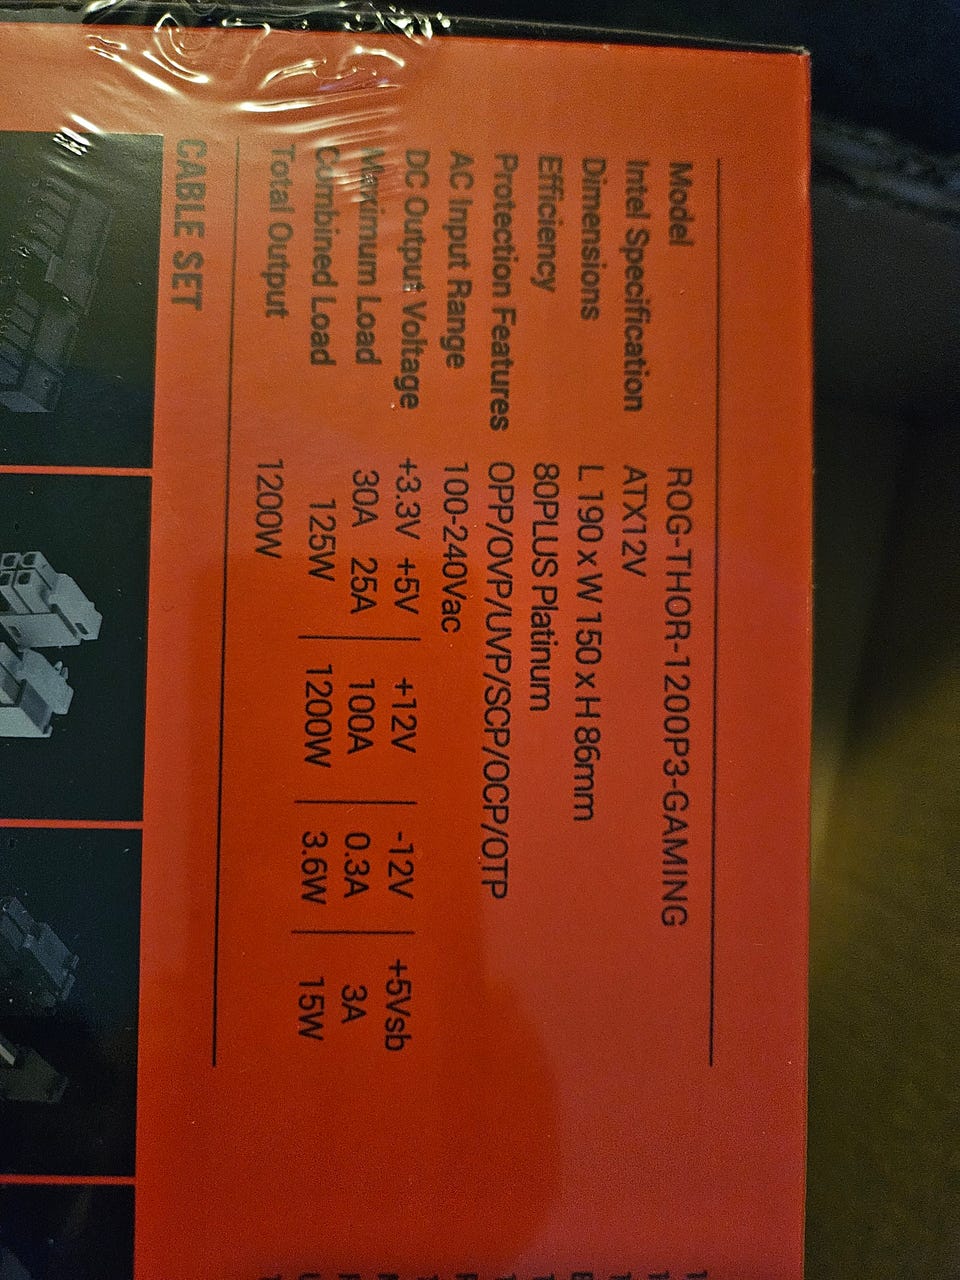 Model ROG-THOR-1200P3-GAMING
Intel Specification ATX12V
Dimensions L 190 x W 150 x H 86mm
Efficiency 80PLUS Platinum
Protection Features OPP/OVP/UVP/SCP/OCP/OTP
AC Input Range 100-240Vac
DC Output Voltage +3.3V +5V +12V -12V +5Vsb
Maximum Load 30A 25A 100A 0.3A 3A
Combined Load 125W 1200W 3.6W 15W
Total Output 1200W
CABLE SET